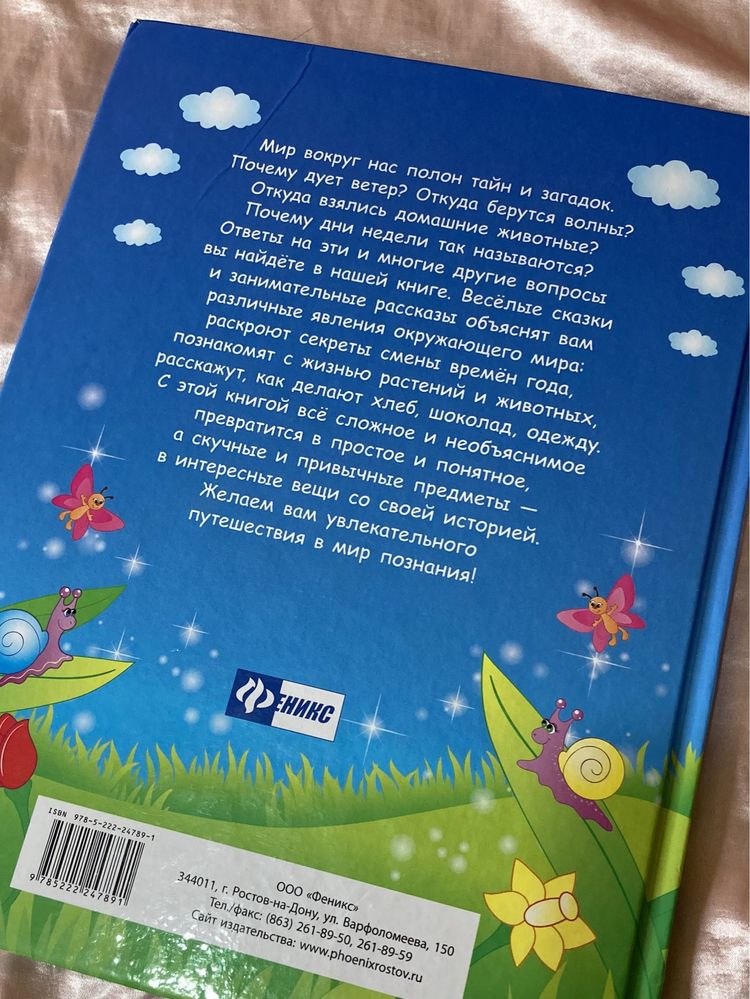 Мир вокруг нас полон тайн и загадок.
Почему дует ветер? Откуда берутся волны?
Откуда взялись домашние животные?
Почему дни недели так называются?
Ответы на эти и многие другие вопросы
вы найдёте в нашей книге. Весёлые сказки
и занимательные рассказы объяснят вам
различные явления окружающего мира:
раскроют секреты смены времён года,
познакомят с жизнью растений и животных,
расскажут, как делают хлеб, шоколад, одежду.
С этой книгой всё сложное и необъяснимое
превратится в простое и понятное,
а скучные и привычные предметы —
в интересные вещи со своей историей.
Желаем вам увлекательного
путешествия в мир познания!
ФЕНИКС
ISBN 978-5-222-24789-1
9 785222 247891
ООО «Феникс»
344011, г. Ростов-на-Дону, ул. Варфоломеева, 150
Тел./факс: (863) 261-89-50, 261-89-59
Сайт издательства: www.phoenixrostov.ru